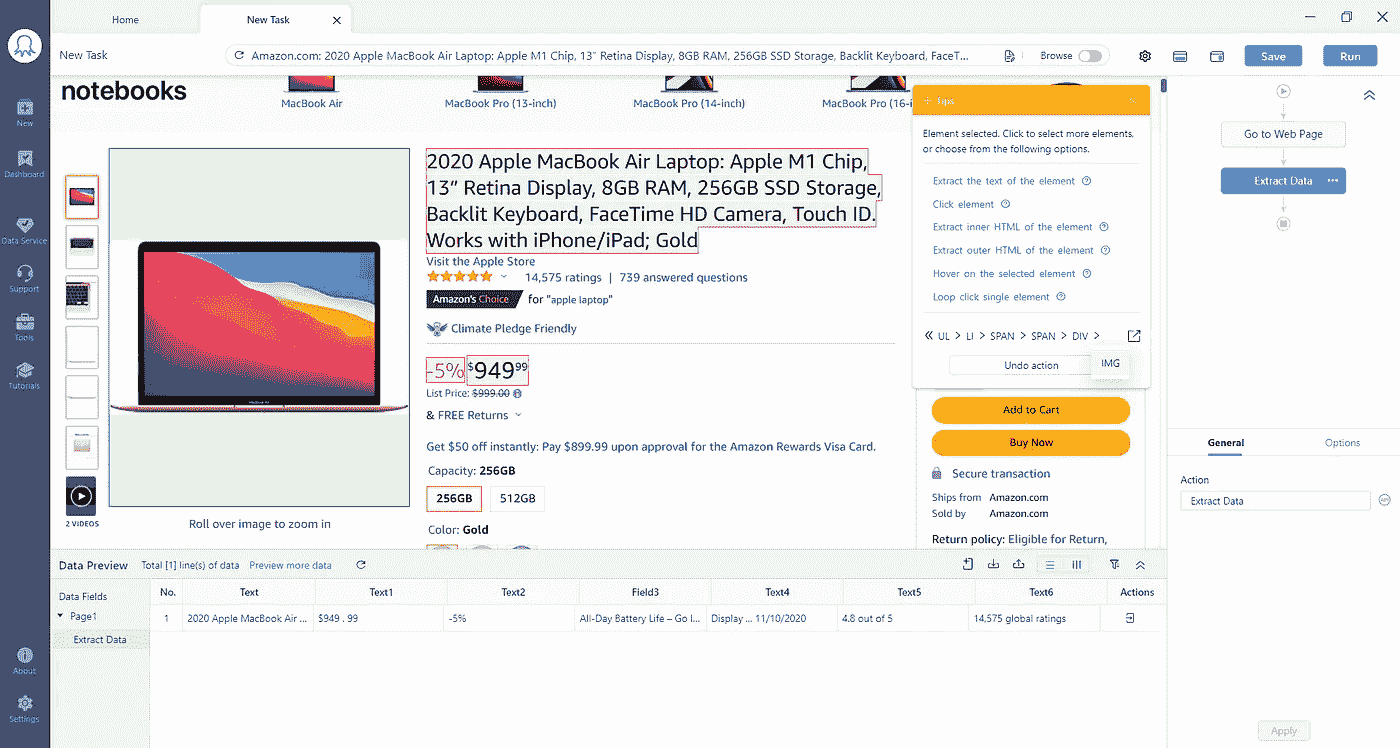 Home
New Task
New Task
Amazon.com: 2020 Apple MacBook Air Laptop: Apple M1 Chip, 13” Retina Display, 8GB RAM, 256GB SSD Storage, Backlit Keyboard, FaceT...
Browse
Save
Run
New
Dashboard
Data Service
Support
Tools
Tutorials
About
Settings
notebooks
MacBook Air
MacBook Pro (13-inch)
MacBook Pro (14-inch)
MacBook Pro (16-i
2 VIDEOS
Roll over image to zoom in
2020 Apple MacBook Air Laptop: Apple M1 Chip,
13” Retina Display, 8GB RAM, 256GB SSD Storage,
Backlit Keyboard, FaceTime HD Camera, Touch ID.
Works with iPhone/iPad; Gold
Visit the Apple Store
14,575 ratings | 739 answered questions
Amazon's Choice for "apple laptop"
Climate Pledge Friendly
-5% $949 99
List Price: $999.00
& FREE Returns
Get $50 off instantly: Pay $899.99 upon approval for the Amazon Rewards Visa Card.
Capacity: 256GB
256GB 512GB
Color: Gold
Tips
Element selected. Click to select more elements,
or choose from the following options.
Extract the text of the element
Click element
Extract inner HTML of the element
Extract outer HTML of the element
Hover on the selected element
Loop click single element
« UL > LI > SPAN > SPAN > DIV >
Undo action
IMG
Add to Cart
Buy Now
Secure transaction
Ships from Amazon.com
Sold by Amazon.com
Return policy: Eligible for Return,
Go to Web Page
Extract Data ...
General
Options
Action
Extract Data
Apply
Data Preview
Total [1] line(s) of data
Preview more data
Data Fields
Page1
Extract Data
No. Text Text1 Text2 Field3 Text4 Text5 Text6 Actions
1 2020 Apple MacBook Air ... $949 . 99 -5% All-Day Battery Life – Go l... Display ... 11/10/2020 4.8 out of 5 14,575 global ratings